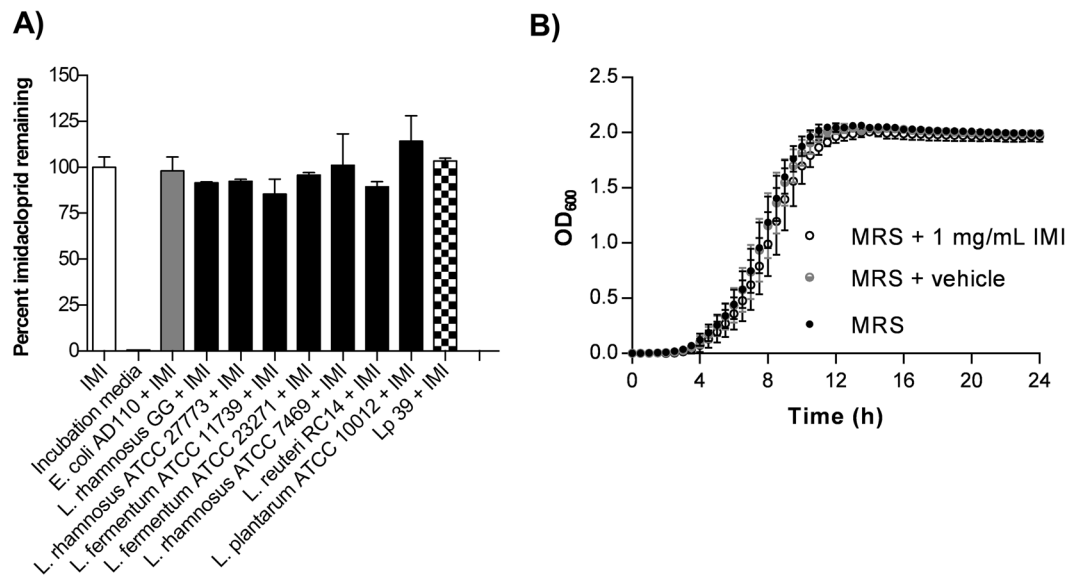 A)
Percent imidacloprid remaining
150
125
100
75
50
25
0
IMI
Incubation media
E. coli AD110 + IMI
L. rhamnosus GG + IMI
L. rhamnosus ATCC 27773 + IMI
L. fermentum ATCC 11739 + IMI
L. fermentum ATCC 23271 + IMI
L. rhamnosus ATCC 7469 + IMI
L. reuteri RC14 + IMI
L. plantarum ATCC 10012 + IMI
Lp 39 + IMI
B)
OD600
2.5
2.0
1.5
1.0
0.5
0.0
MRS + 1 mg/mL IMI
MRS + vehicle
MRS
0 4 8 12 16 20 24
Time (h)